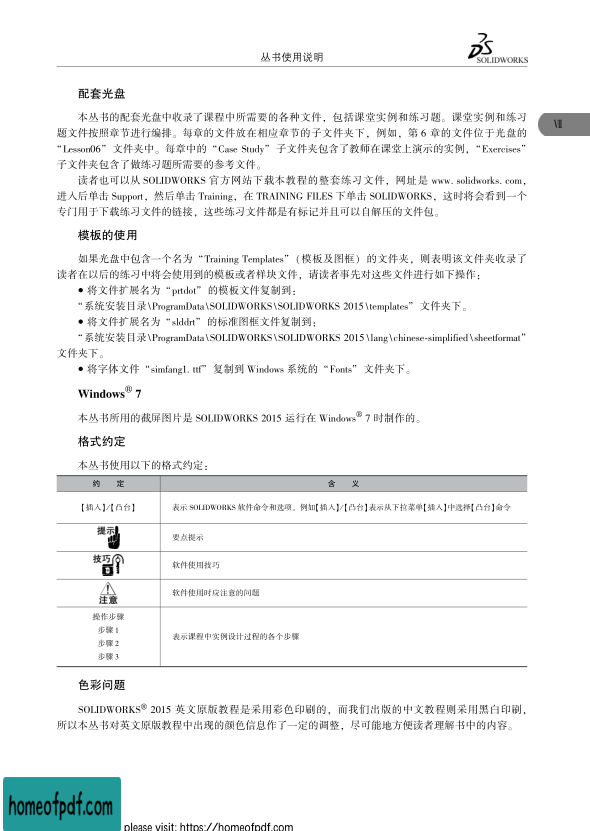 丛书使用说明
SOLIDWORKS
VII
配套光盘
本丛书的配套光盘中收录了课程中所需要的各种文件，包括课堂实例和练习题。课堂实例和练习
题文件按照章节进行编排。每章的文件放在相应章节的子文件夹下，例如，第 6 章的文件位于光盘的
“Lesson06” 文件夹中。每章中的 “Case Study” 子文件夹包含了教师在课堂上演示的实例，“Exercises”
子文件夹包含了做练习题所需要的参考文件。
读者也可以从 SOLIDWORKS 官方网站下载本教程的整套练习文件，网址是 www. solidworks. com，
进入后单击 Support，然后单击 Training，在 TRAINING FILES 下单击 SOLIDWORKS，这时将会看到一个
专门用于下载练习文件的链接，这些练习文件都是有标记并且可以自解压的文件包。
模板的使用
如果光盘中包含一个名为 “Training Templates”（模板及图框）的文件夹，则表明该文件夹收录了
读者在以后的练习中将会使用到的模板或者样块文件，请读者事先对这些文件进行如下操作：
● 将文件扩展名为 “prtdot” 的模板文件复制到：
“系统安装目录\ProgramData\SOLIDWORKS\SOLIDWORKS 2015\templates” 文件夹下。
● 将文件扩展名为 “slddrt” 的标准图框文件复制到：
“系统安装目录\ProgramData\SOLIDWORKS\SOLIDWORKS 2015\lang\chinese-simplified\sheetformat”
文件夹下。
● 将字体文件 “simfang1. ttf” 复制到 Windows 系统的 “Fonts” 文件夹下。
Windows® 7
本丛书所用的截屏图片是 SOLIDWORKS 2015 运行在 Windows® 7 时制作的。
格式约定
本丛书使用以下的格式约定：
约 定 含 义
【插入】/【凸台】 表示 SOLIDWORKS 软件命令和选项。例如【插入】/【凸台】表示从下拉菜单【插入】中选择【凸台】命令
提示 要点提示
技巧 软件使用技巧
注意 软件使用时应注意的问题
操作步骤
步骤 1
步骤 2
步骤 3
表示课程中实例设计过程的各个步骤
色彩问题
SOLIDWORKS® 2015 英文原版教程是采用彩色印刷的，而我们出版的中文教程则采用黑白印刷，
所以本丛书对英文原版教程中出现的颜色信息作了一定的调整，尽可能地方便读者理解书中的内容。
homeofpdf.com
please visit: https://homeofpdf.com